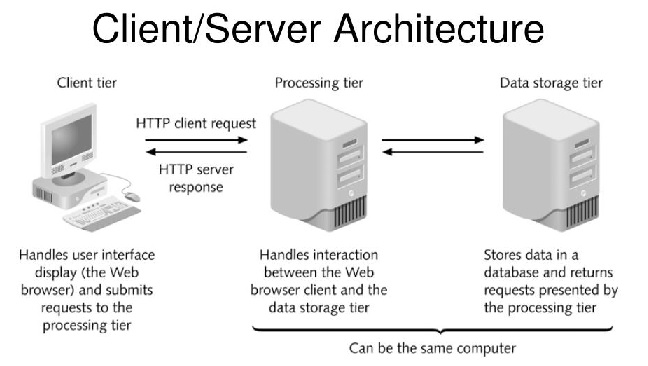 Client/Server Architecture
Client tier
Processing tier
Data storage tier
HTTP client request
HTTP server
response
Handles user interface
display (the Web
browser) and submits
requests to the
processing tier
Handles interaction
between the Web
browser client and the
data storage tier
Stores data in a
database and returns
requests presented by
the processing tier
Can be the same computer